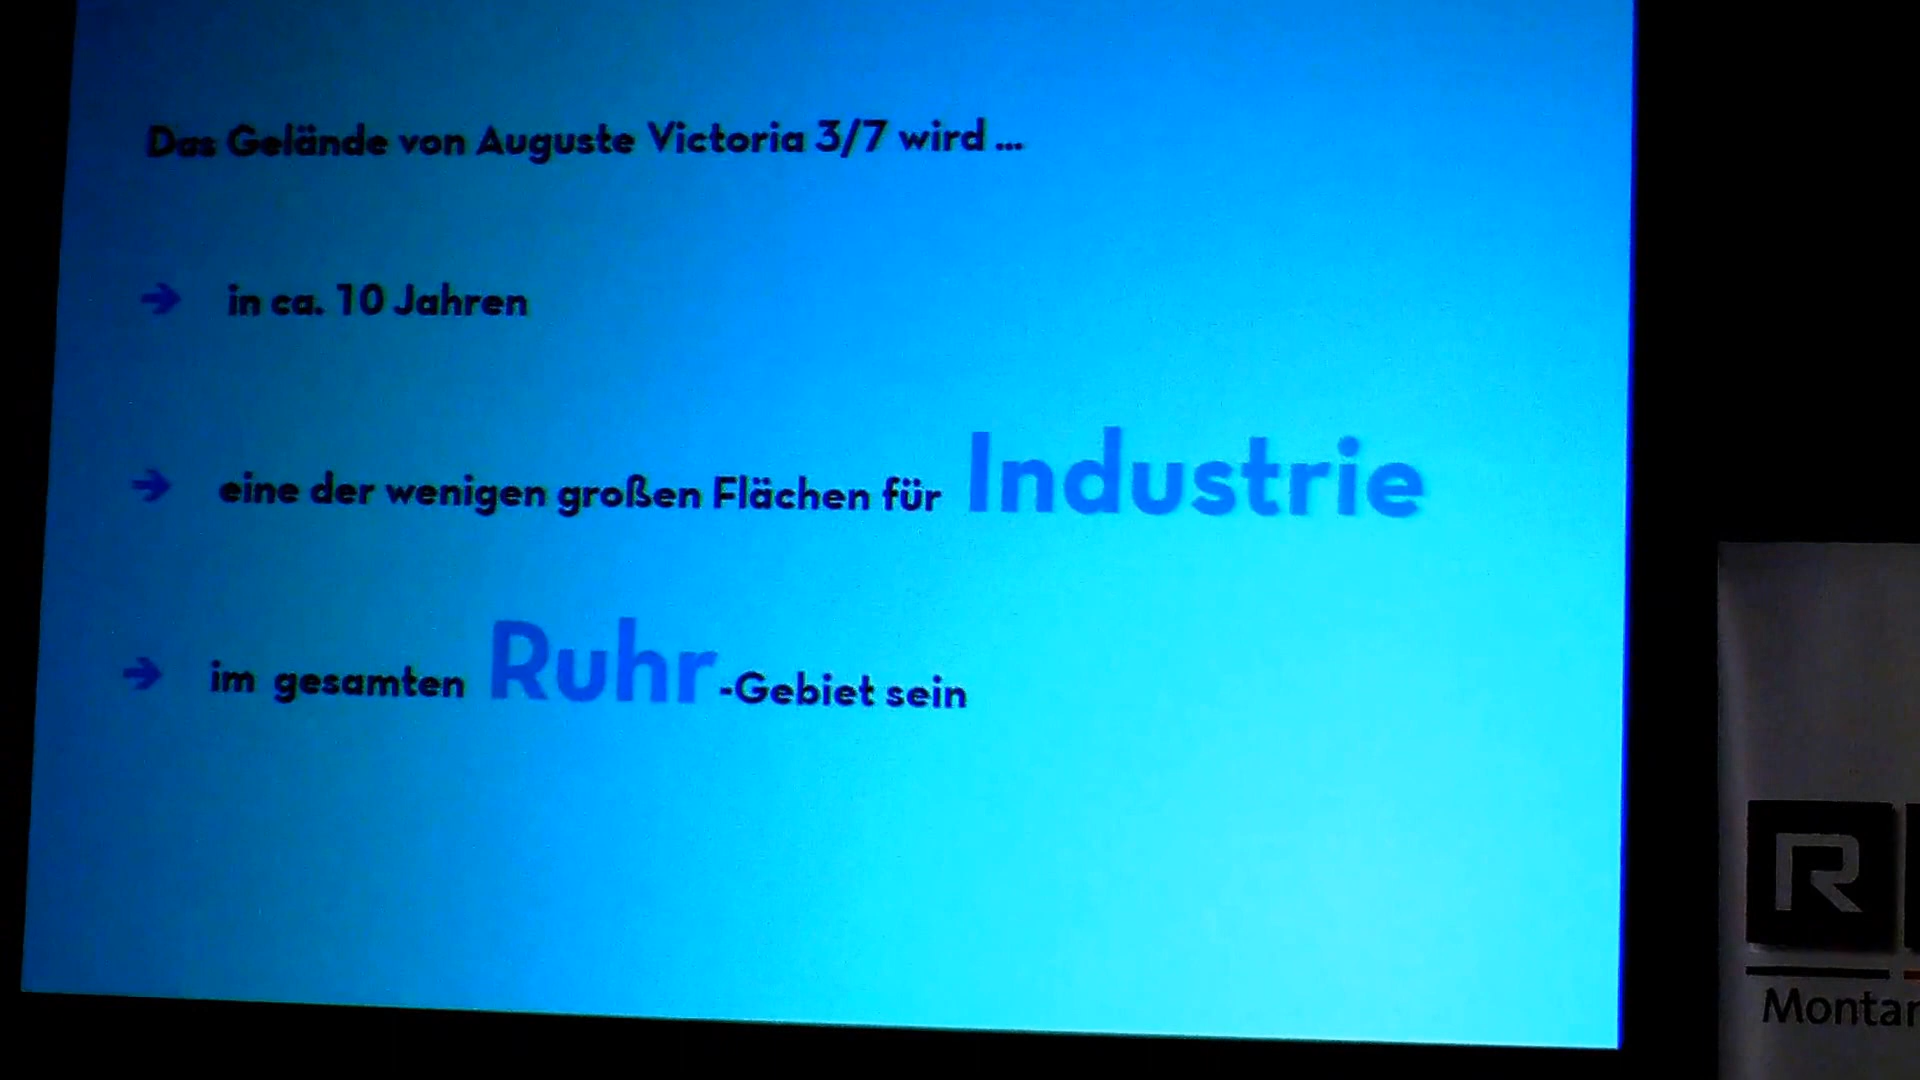 Das Gelände von Auguste Victoria 3/7 wird ...
→ in ca. 10 Jahren
→ eine der wenigen großen Flächen für Industrie
→ im gesamten Ruhr-Gebiet sein
R
Montan